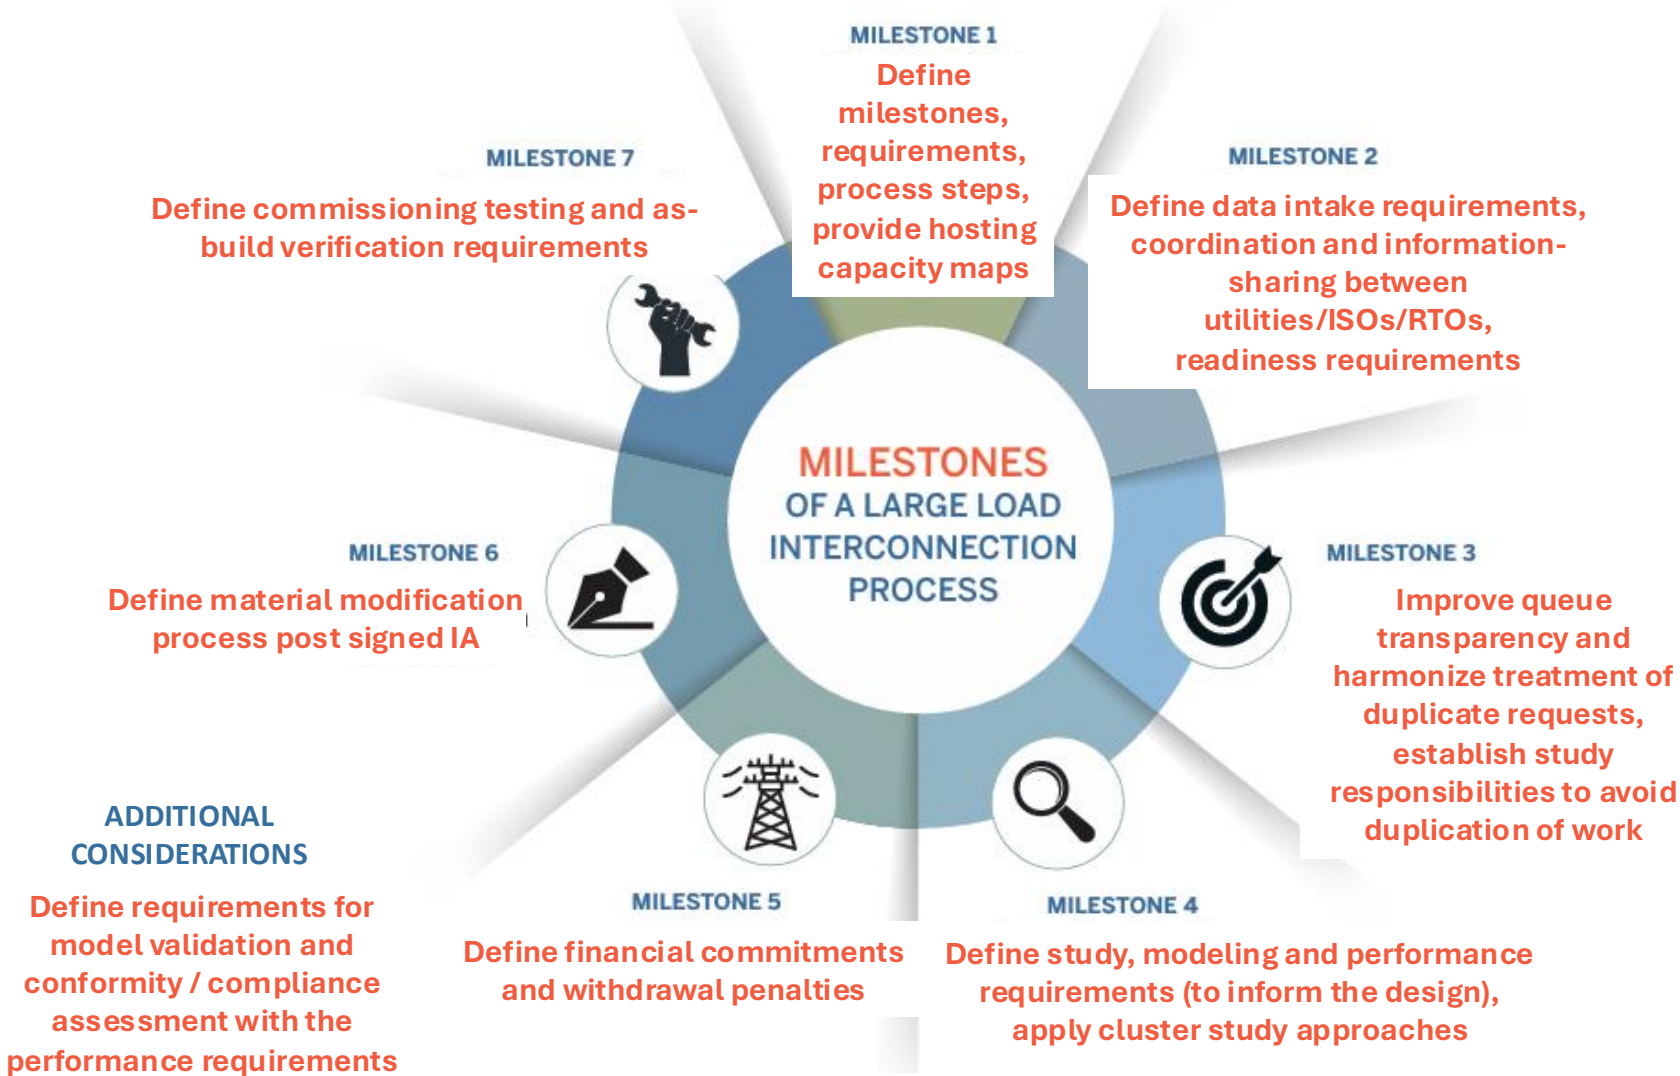 MILESTONE 1
Define
milestones,
requirements,
process steps,
provide hosting
capacity maps
MILESTONE 2
Define data intake requirements,
coordination and information-
sharing between
utilities/ISOs/RTOs,
readiness requirements
MILESTONE 3
Improve queue
transparency and
harmonize treatment of
duplicate requests,
establish study
responsibilities to avoid
duplication of work
MILESTONE 4
Define study, modeling and performance
requirements (to inform the design),
apply cluster study approaches
MILESTONE 5
Define financial commitments
and withdrawal penalties
MILESTONE 6
Define material modification
process post signed IA
MILESTONE 7
Define commissioning testing and as-
build verification requirements
MILESTONES
OF A LARGE LOAD
INTERCONNECTION
PROCESS
ADDITIONAL
CONSIDERATIONS
Define requirements for
model validation and
conformity / compliance
assessment with the
performance requirements